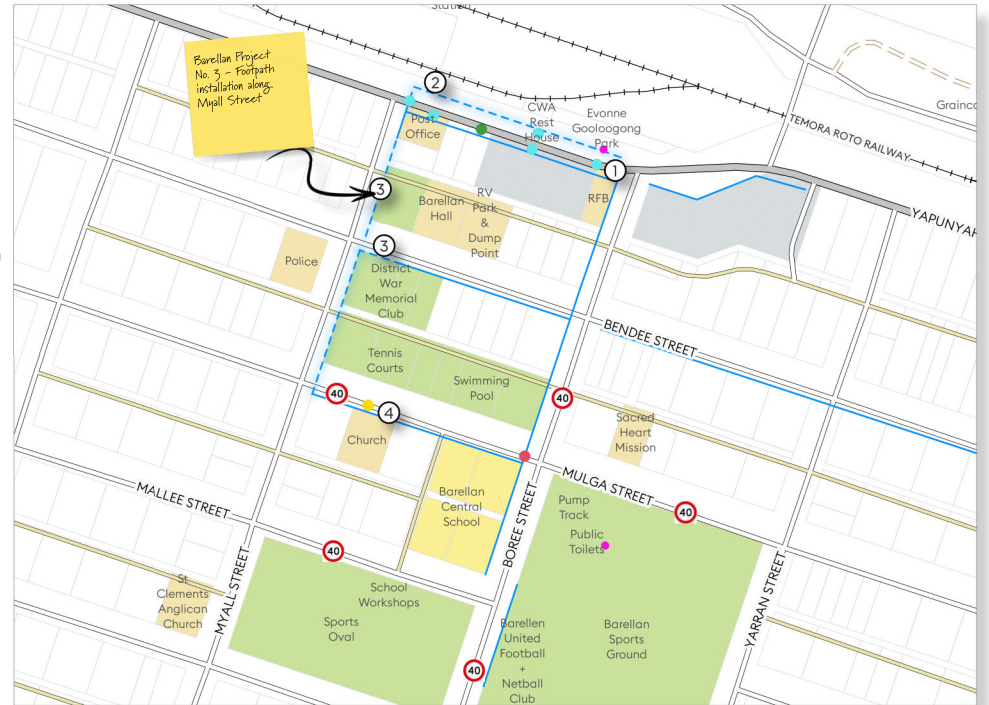 Station
Barellan Project
No. 3 - Footpath
installation along
Myall Street
2
CWA
Rest
House
Evonne
Gooloogong
Park
TEMORA ROTO RAILWAY
Post
Office
1
3
Barellan
Hall
RV
Park
&
Dump
Point
RFB
3
Police
District
War
Memorial
Club
BENDEE STREET
Tennis
Courts
Swimming
Pool
40
40
4
Church
Sacred
Heart
Mission
MALLEE STREET
Barellan
Central
School
MULGA STREET
Pump
Track
Public
Toilets
40
BOREE STREET
40
MYALL STREET
St
Clements
Anglican
Church
School
Workshops
Sports
Oval
YARRAN STREET
Barellen
United
Football
+
Netball
Club
Barellan
Sports
Ground
40